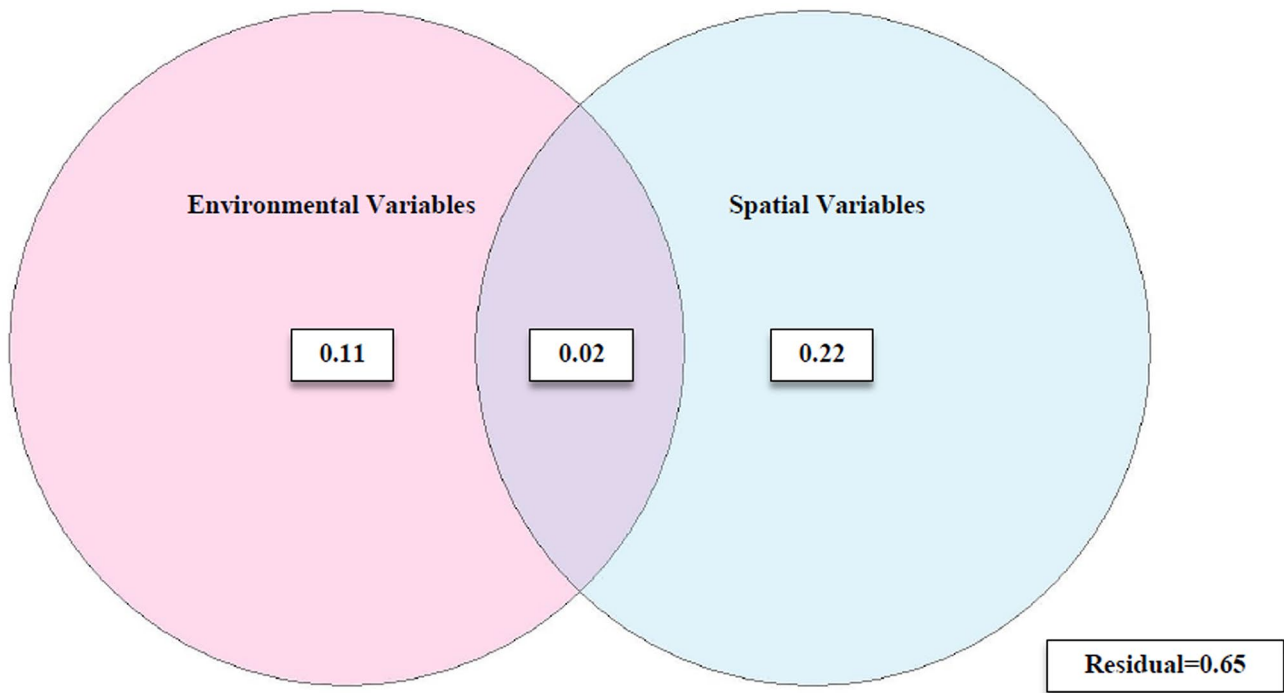 Environmental Variables
Spatial Variables
0.11
0.02
0.22
Residual=0.65